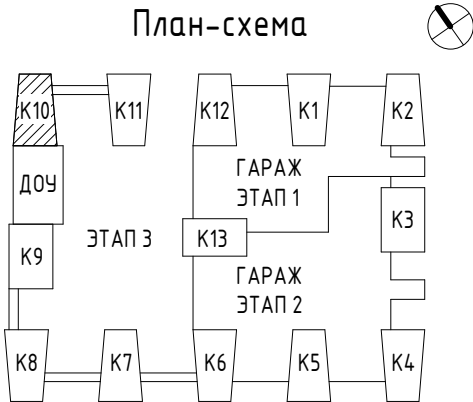 План-схема
К10
К11
К12
К1
К2
ГАРАЖ
ЭТАП 1
ДОУ
К3
ЭТАП 3
К13
К9
ГАРАЖ
ЭТАП 2
К8
К7
К6
К5
К4